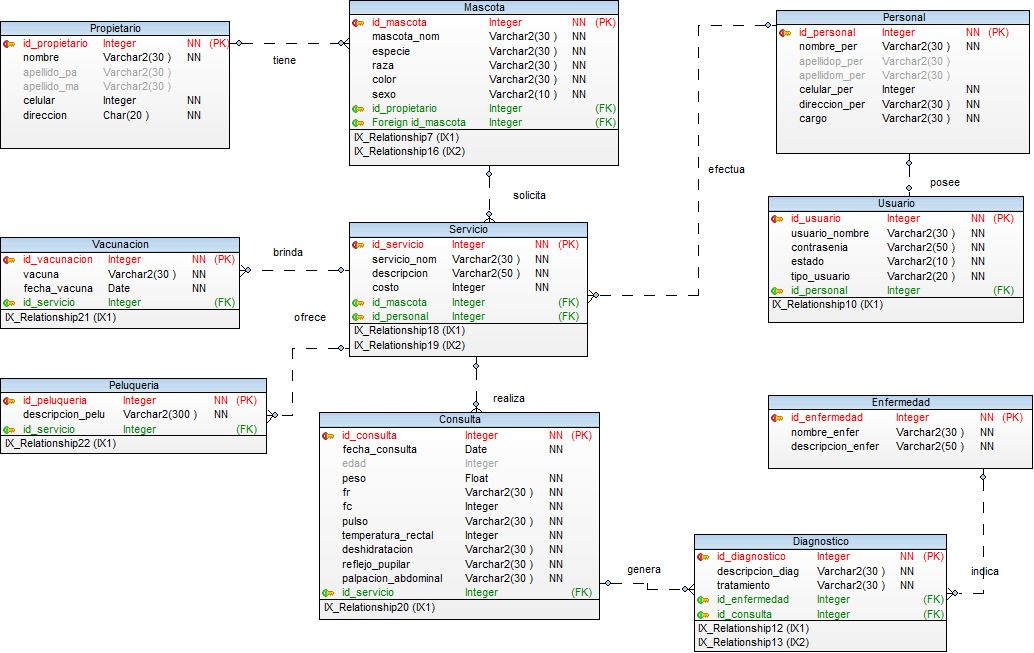 Propietario
id_propietario Integer NN (PK)
nombre Varchar2(30 ) NN
apellido_pa Varchar2(30 )
apellido_ma Varchar2(30 )
celular Integer NN
direccion Char(20 ) NN
tiene
Mascota
id_mascota Integer NN (PK)
mascota_nom Varchar2(30 ) NN
especie Varchar2(30 ) NN
raza Varchar2(30 ) NN
color Varchar2(30 ) NN
sexo Varchar2(10 ) NN
id_propietario Integer (FK)
Foreign id_mascota Integer (FK)
IX_Relationship7 (IX1)
IX_Relationship16 (IX2)
solicita
efectua
Personal
id_personal Integer NN (PK)
nombre_per Varchar2(30 ) NN
apellidop_per Varchar2(30 )
apellidom_per Varchar2(30 )
celular_per Integer NN
direccion_per Varchar2(30 ) NN
cargo Varchar2(30 ) NN
posee
Usuario
id_usuario Integer NN (PK)
usuario_nombre Varchar2(30 ) NN
contrasenia Varchar2(50 ) NN
estado Varchar2(10 ) NN
tipo_usuario Varchar2(20 ) NN
id_personal Integer (FK)
IX_Relationship10 (IX1)
Vacunacion
id_vacunacion Integer NN (PK)
vacuna Varchar2(30 ) NN
fecha_vacuna Date NN
id_servicio Integer (FK)
IX_Relationship21 (IX1)
brinda
Servicio
id_servicio Integer NN (PK)
servicio_nom Varchar2(30 ) NN
descripcion Varchar2(50 ) NN
costo Integer NN
id_mascota Integer (FK)
id_personal Integer (FK)
IX_Relationship18 (IX1)
IX_Relationship19 (IX2)
ofrece
Peluqueria
id_peluqueria Integer NN (PK)
descripcion_pelu Varchar2(300 ) NN
id_servicio Integer (FK)
IX_Relationship22 (IX1)
realiza
Consulta
id_consulta Integer NN (PK)
fecha_consulta Date NN
edad Integer
peso Float NN
fr Varchar2(30 ) NN
fc Integer NN
pulso Varchar2(30 ) NN
temperatura_rectal Integer NN
deshidratacion Varchar2(30 ) NN
reflejo_pupilar Varchar2(30 ) NN
palpacion_abdominal Varchar2(30 ) NN
id_servicio Integer (FK)
IX_Relationship20 (IX1)
genera
Enfermedad
id_enfermedad Integer NN (PK)
nombre_enfer Varchar2(30 ) NN
descripcion_enfer Varchar2(50 ) NN
indica
Diagnostico
id_diagnostico Integer NN (PK)
descripcion_diag Varchar2(30 ) NN
tratamiento Varchar2(30 ) NN
id_enfermedad Integer (FK)
id_consulta Integer (FK)
IX_Relationship12 (IX1)
IX_Relationship13 (IX2)